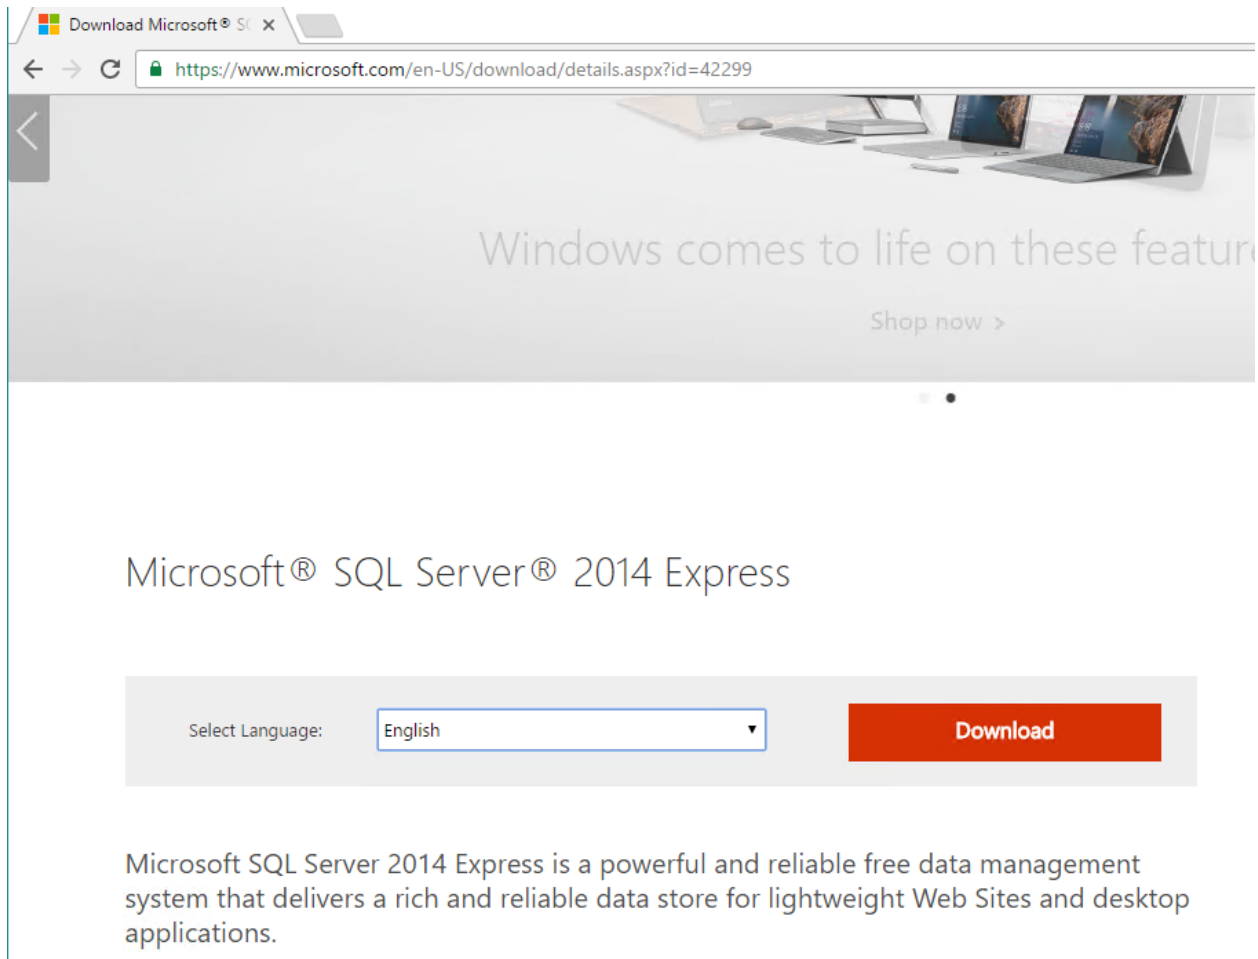 Download Microsoft® S
https://www.microsoft.com/en-US/download/details.aspx?id=42299
Windows comes to life on these featur
Shop now >
Microsoft® SQL Server® 2014 Express
Select Language:
English
Download
Microsoft SQL Server 2014 Express is a powerful and reliable free data management
system that delivers a rich and reliable data store for lightweight Web Sites and desktop
applications.